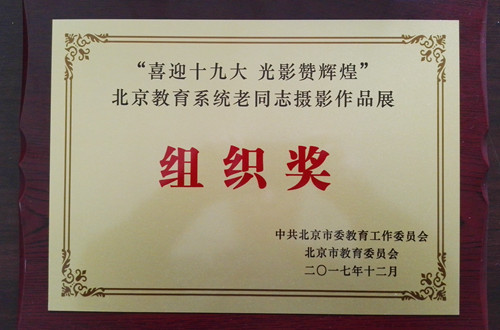 “喜迎十九大 光影赞辉煌”
北京教育系统老同志摄影作品展
组织奖
中共北京市委教育工作委员会
北京市教育委员会
二〇一七年十二月